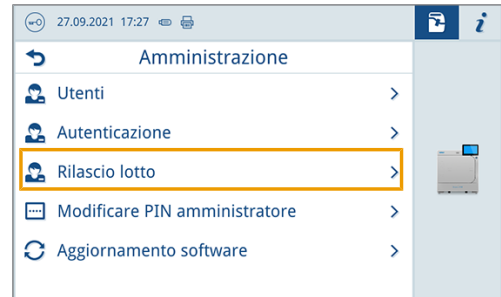 27.09.2021 17:27
Amministrazione
Utenti
Autenticazione
Rilascio lotto
Modificare PIN amministratore
Aggiornamento software